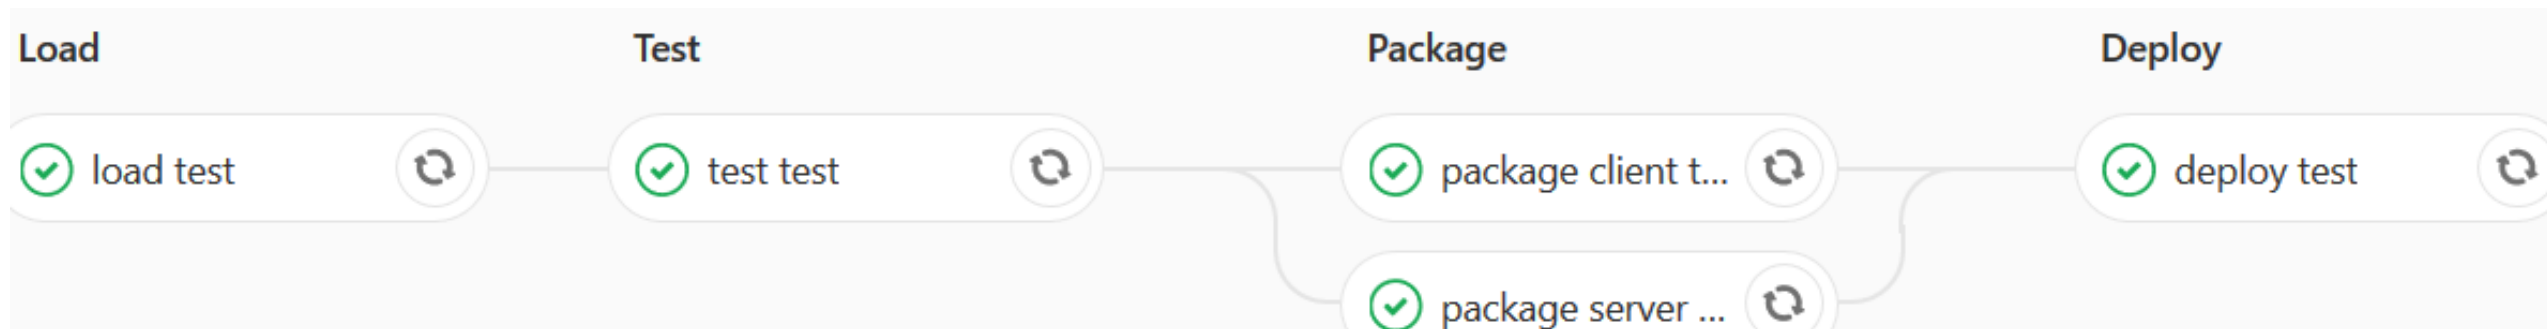 Load
Test
Package
Deploy
load test
test test
package client t...
deploy test
package server ...